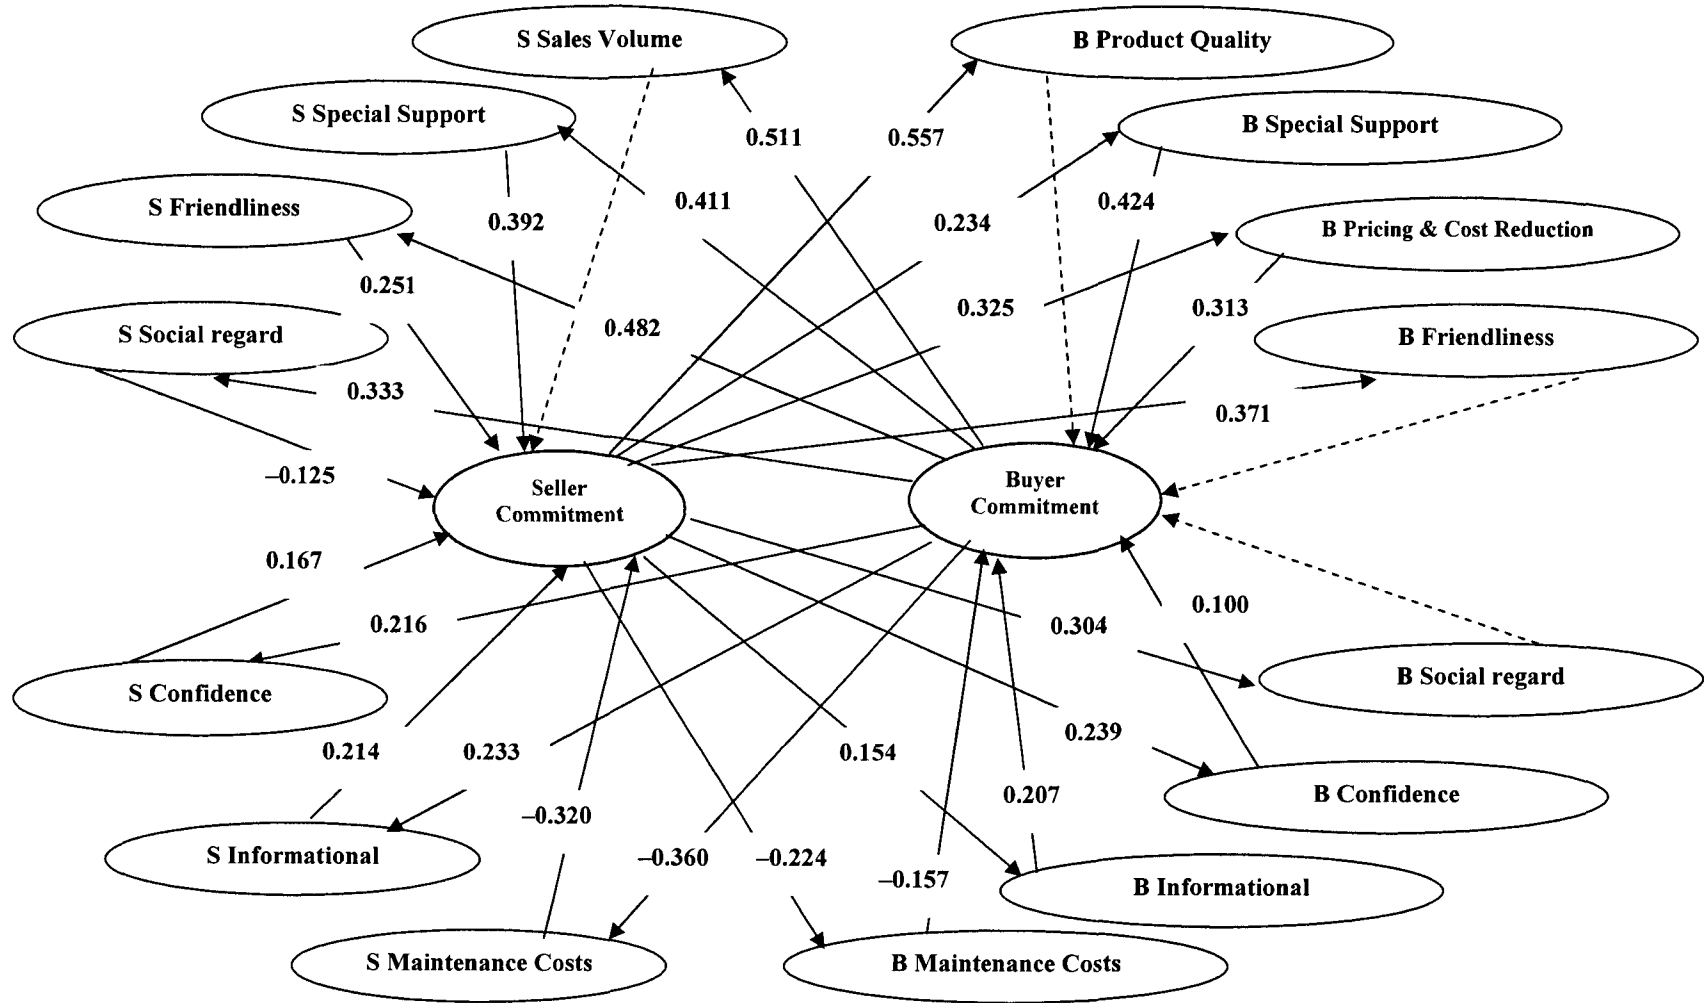 S Sales Volume
B Product Quality
S Special Support
B Special Support
0.511
0.557
S Friendliness
0.392
0.411
0.234
0.424
B Pricing & Cost Reduction
0.251
0.482
0.325
0.313
S Social regard
B Friendliness
0.333
0.371
–0.125
Seller
Commitment
Buyer
Commitment
0.167
0.216
0.304
0.100
S Confidence
B Social regard
0.214
0.233
0.154
0.239
–0.320
0.207
B Confidence
S Informational
–0.360
–0.224
–0.157
B Informational
S Maintenance Costs
B Maintenance Costs